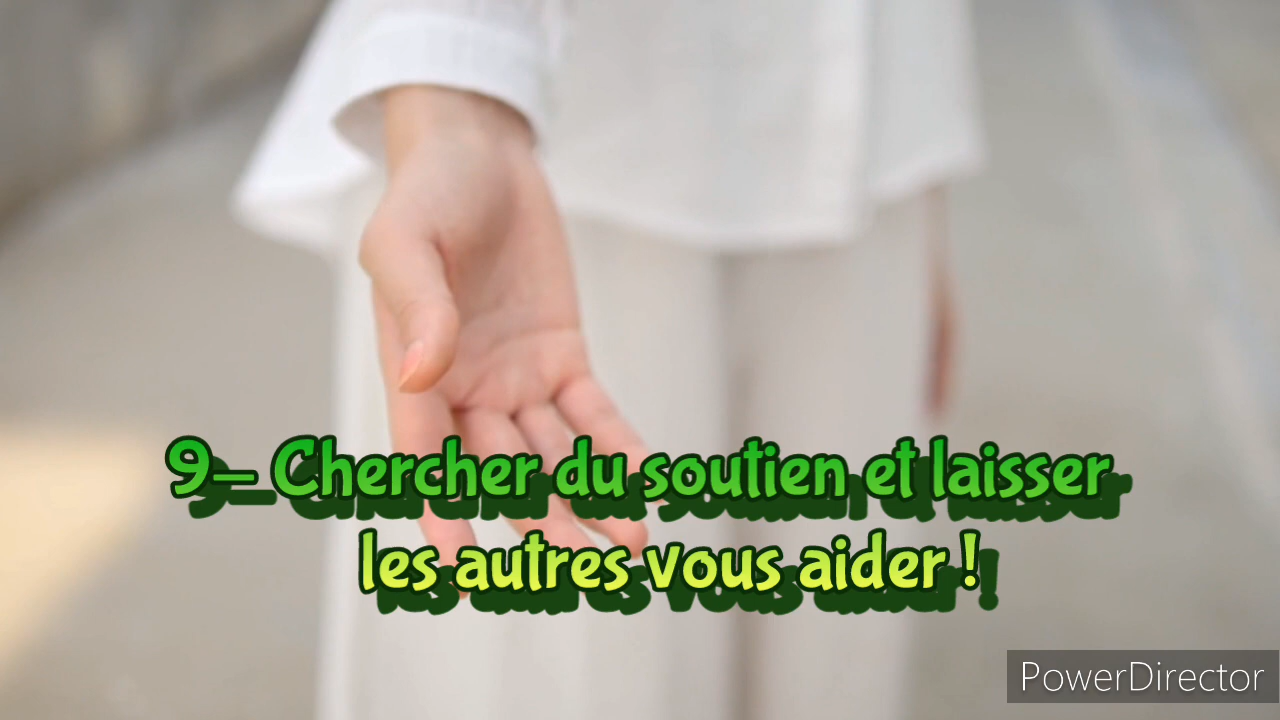 9– Chercher du soutien et laisser
les autres vous aider !
PowerDirector